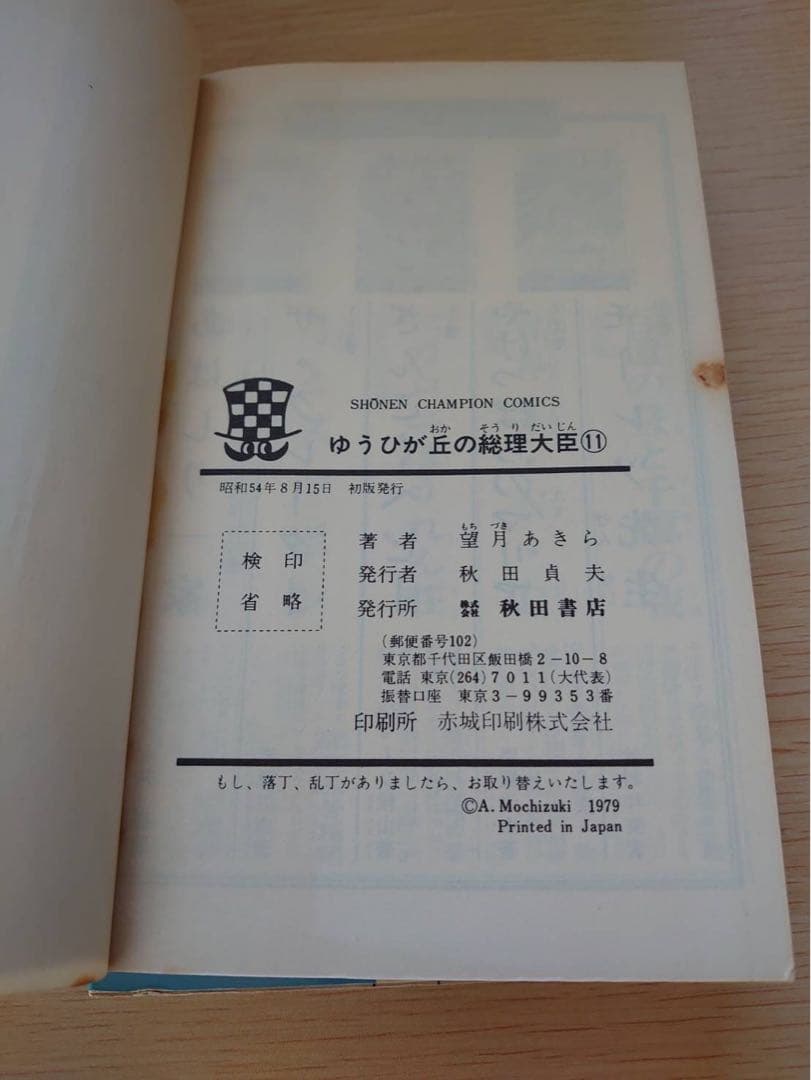 SHŌNEN CHAMPION COMICS
ゆうひが丘の総理大臣⑪
昭和54年8月15日 初版発行
検印
省略
著者 望月あきら
発行者 秋田貞夫
発行所 株式会社 秋田書店
(郵便番号102)
東京都千代田区飯田橋2-10-8
電話 東京(264)7011(大代表)
振替口座 東京3-99353番
印刷所 赤城印刷株式会社
もし、落丁、乱丁がありましたら、お取り替えいたします。
©A. Mochizuki 1979
Printed in Japan